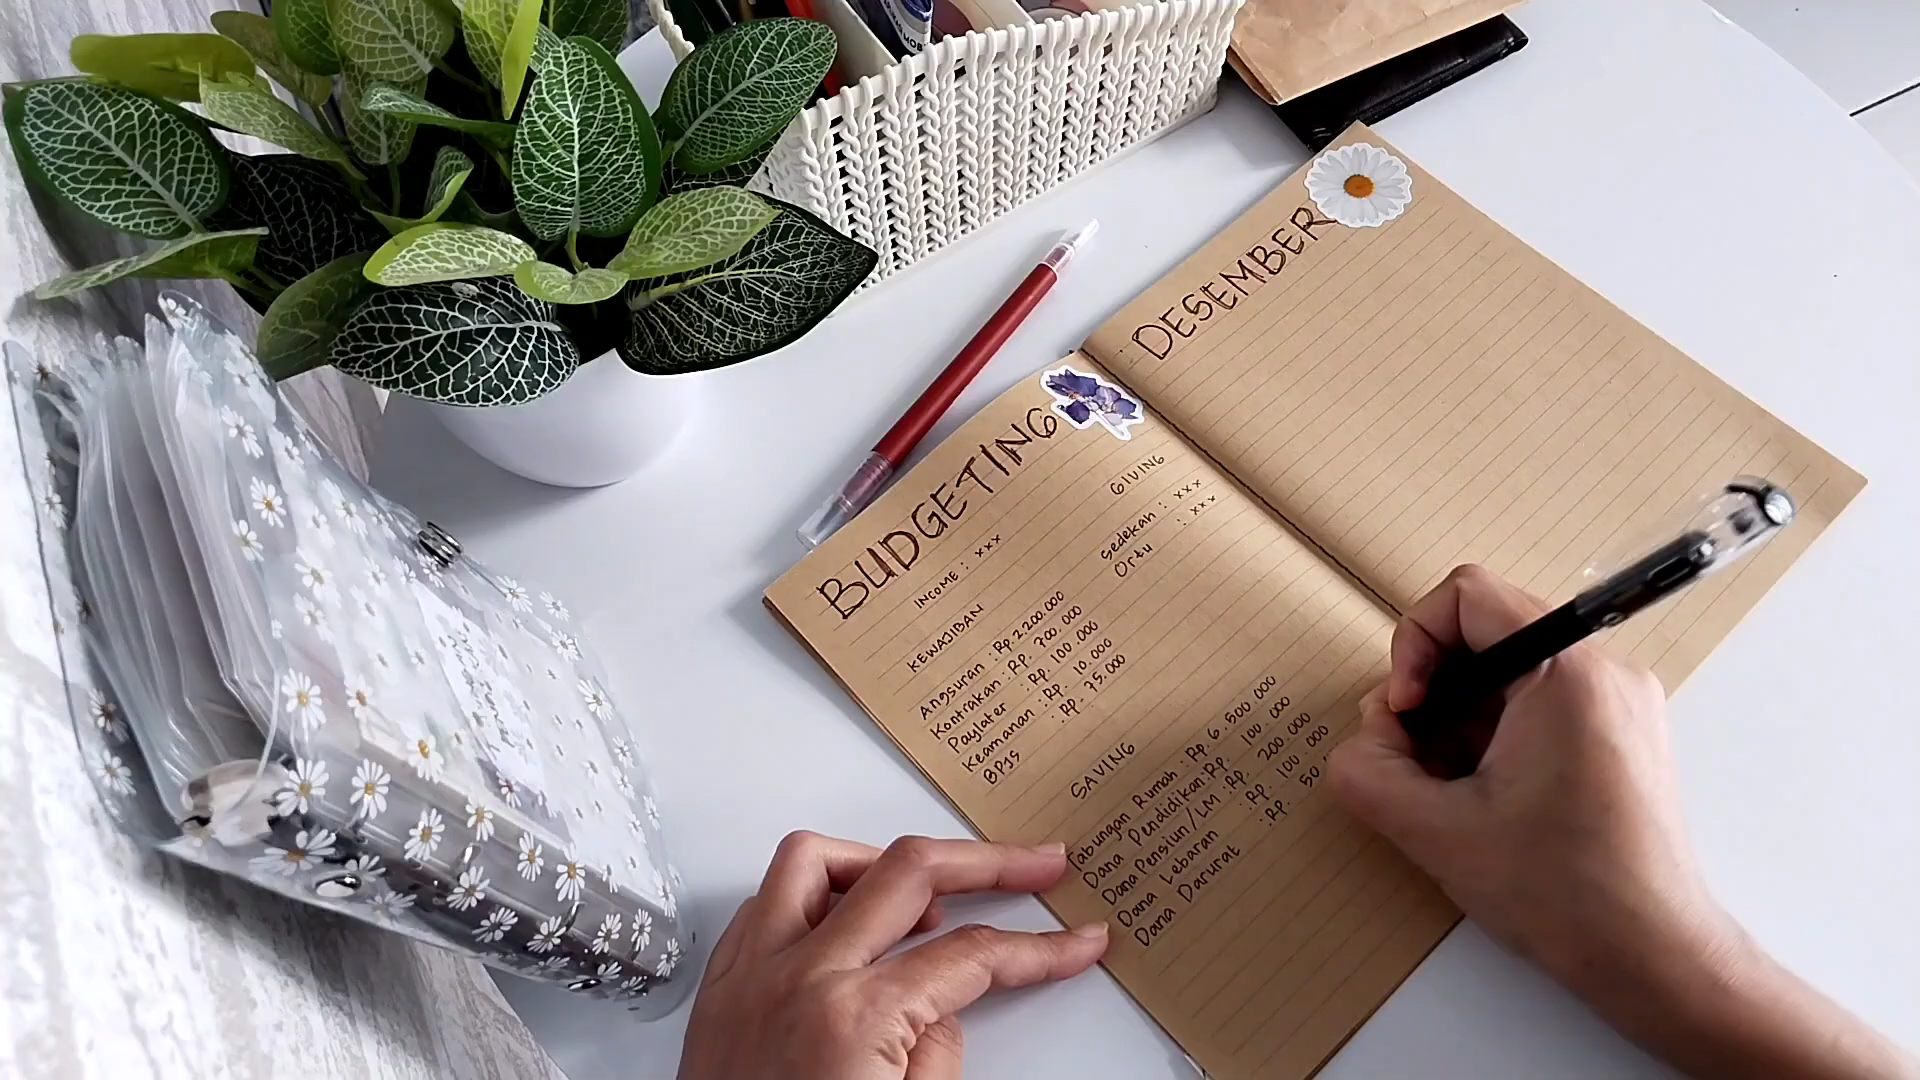 BUDGETING
INCOME : xxx
KEWAJIBAN
Angsuran : Rp. 2.200.000
Kontrakan : Rp. 700.000
Paylater : Rp. 100.000
Keamanan : Rp. 10.000
BPJS : Rp. 75.000
GIVING
Sedekah : xxx
Ortu : xxx
SAVING
Tabungan Rumah : Rp. 6.500.000
Dana Pendidikan : Rp. 100.000
Dana Pensiun/LM : Rp. 200.000
Dana Lebaran : Rp. 100.000
Dana Darurat : Rp. 50
DESEMBER